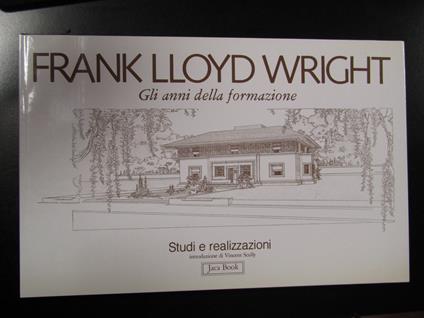 FRANK LLOYD WRIGHT
Gli anni della formazione
Studi e realizzazioni
introduzione di Vincent Scully
Jaca Book